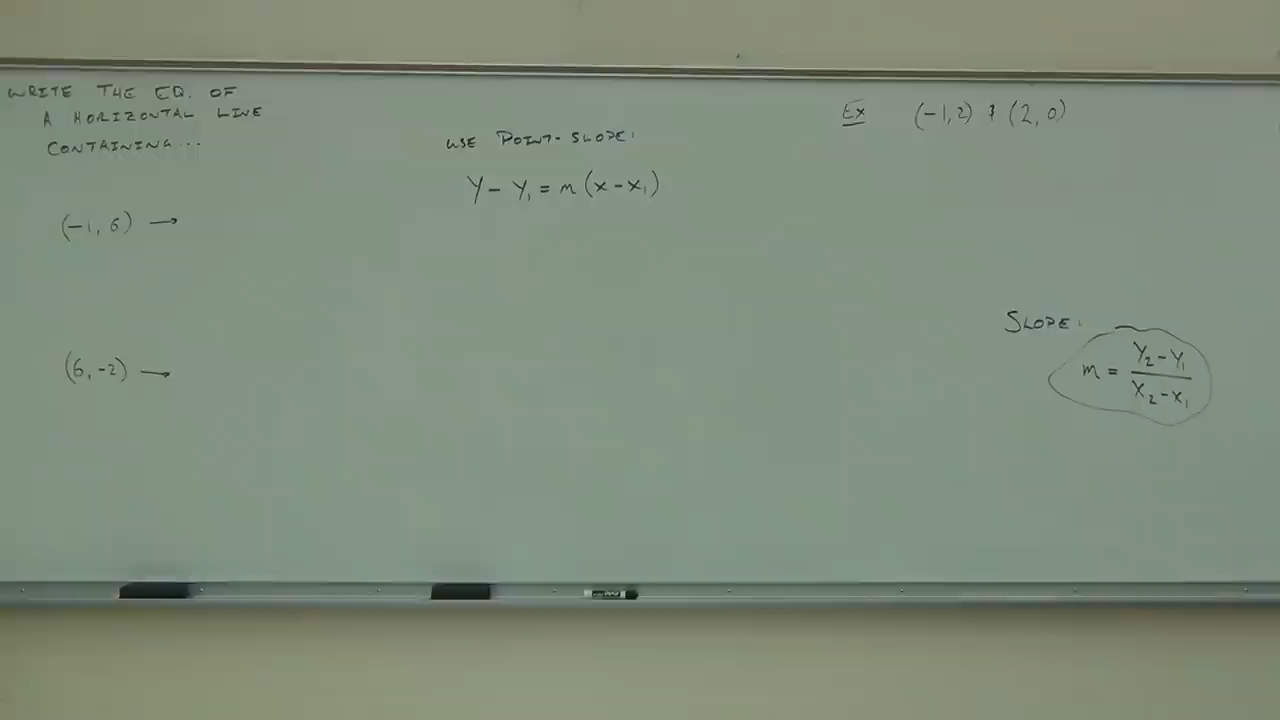 WRITE THE EQ. OF
A HORIZONTAL LINE
CONTAINING...
(-1, 6) →
(6, -2) →
USE POINT-SLOPE:
Y - Y₁ = m (x - x₁)
Ex (-1, 2) & (2, 0)
SLOPE:
m = (Y₂ - Y₁) / (X₂ - X₁)